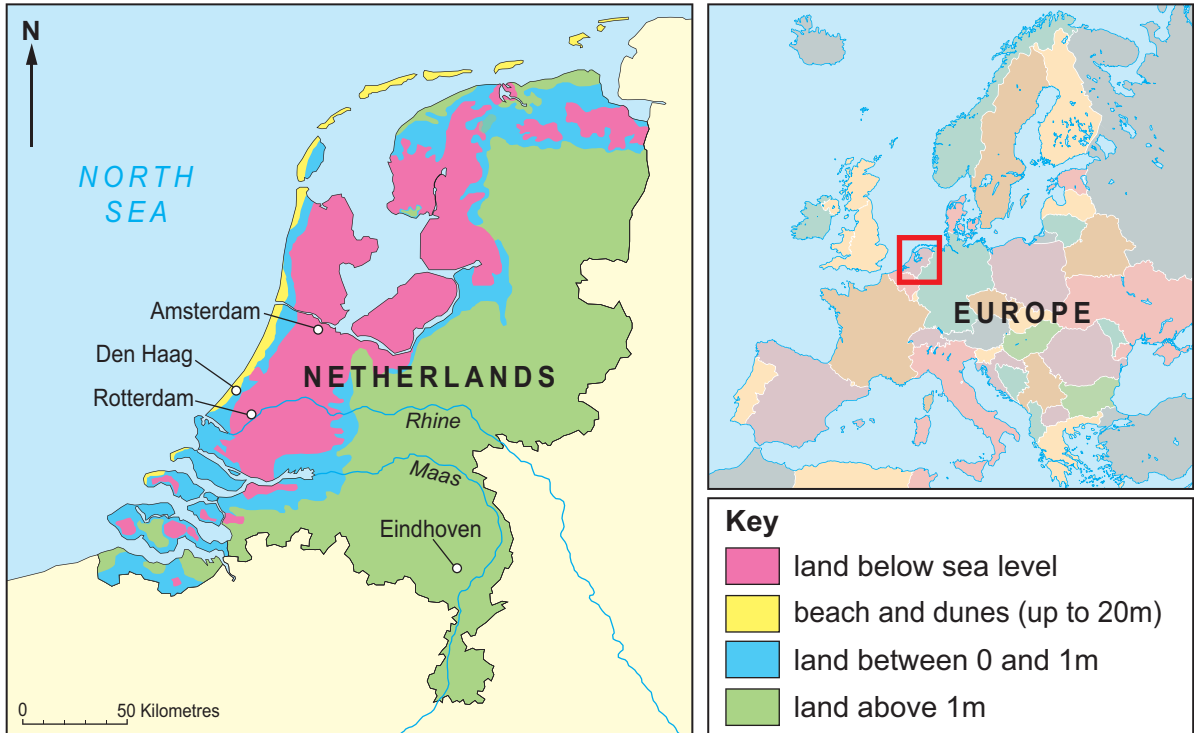 N
NORTH
SEA
Amsterdam
Den Haag
NETHERLANDS
Rotterdam
Rhine
Maas
Eindhoven
0 50 Kilometres
EUROPE
Key
land below sea level
beach and dunes (up to 20m)
land between 0 and 1m
land above 1m